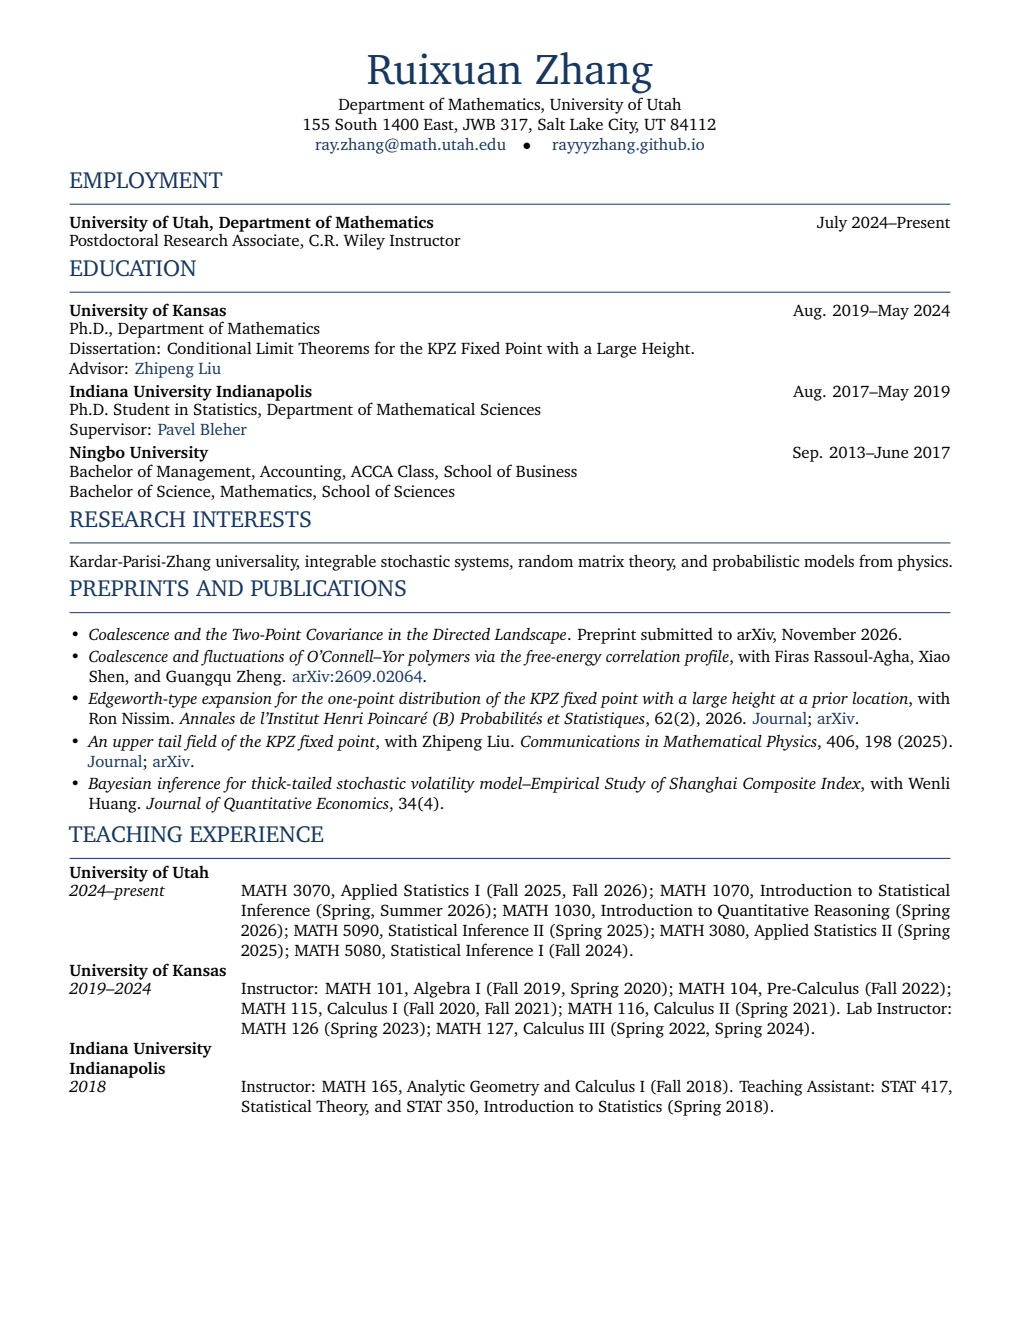 Ruixuan Zhang
Department of Mathematics, University of Utah
155 South 1400 East, JWB 317, Salt Lake City, UT 84112
ray.zhang@math.utah.edu • rayyyzhang.github.io
EMPLOYMENT
University of Utah, Department of Mathematics July 2024–Present
Postdoctoral Research Associate, C.R. Wiley Instructor
EDUCATION
University of Kansas Aug. 2019–May 2024
Ph.D., Department of Mathematics
Dissertation: Conditional Limit Theorems for the KPZ Fixed Point with a Large Height.
Advisor: Zhipeng Liu
Indiana University Indianapolis Aug. 2017–May 2019
Ph.D. Student in Statistics, Department of Mathematical Sciences
Supervisor: Pavel Bleher
Ningbo University Sep. 2013–June 2017
Bachelor of Management, Accounting, ACCA Class, School of Business
Bachelor of Science, Mathematics, School of Sciences
RESEARCH INTERESTS
Kardar-Parisi-Zhang universality, integrable stochastic systems, random matrix theory, and probabilistic models from physics.
PREPRINTS AND PUBLICATIONS
• Coalescence and the Two-Point Covariance in the Directed Landscape. Preprint submitted to arXiv, November 2026.
• Coalescence and fluctuations of O’Connell–Yor polymers via the free-energy correlation profile, with Firas Rassoul-Agha, Xiao
Shen, and Guangqu Zheng. arXiv:2609.02064.
• Edgeworth-type expansion for the one-point distribution of the KPZ fixed point with a large height at a prior location, with
Ron Nissim. Annales de l’Institut Henri Poincaré (B) Probabilités et Statistiques, 62(2), 2026. Journal; arXiv.
• An upper tail field of the KPZ fixed point, with Zhipeng Liu. Communications in Mathematical Physics, 406, 198 (2025).
Journal; arXiv.
• Bayesian inference for thick-tailed stochastic volatility model–Empirical Study of Shanghai Composite Index, with Wenli
Huang. Journal of Quantitative Economics, 34(4).
TEACHING EXPERIENCE
University of Utah
2024–present MATH 3070, Applied Statistics I (Fall 2025, Fall 2026); MATH 1070, Introduction to Statistical
Inference (Spring, Summer 2026); MATH 1030, Introduction to Quantitative Reasoning (Spring
2026); MATH 5090, Statistical Inference II (Spring 2025); MATH 3080, Applied Statistics II (Spring
2025); MATH 5080, Statistical Inference I (Fall 2024).
University of Kansas
2019–2024 Instructor: MATH 101, Algebra I (Fall 2019, Spring 2020); MATH 104, Pre-Calculus (Fall 2022);
MATH 115, Calculus I (Fall 2020, Fall 2021); MATH 116, Calculus II (Spring 2021). Lab Instructor:
MATH 126 (Spring 2023); MATH 127, Calculus III (Spring 2022, Spring 2024).
Indiana University
Indianapolis
2018 Instructor: MATH 165, Analytic Geometry and Calculus I (Fall 2018). Teaching Assistant: STAT 417,
Statistical Theory, and STAT 350, Introduction to Statistics (Spring 2018).